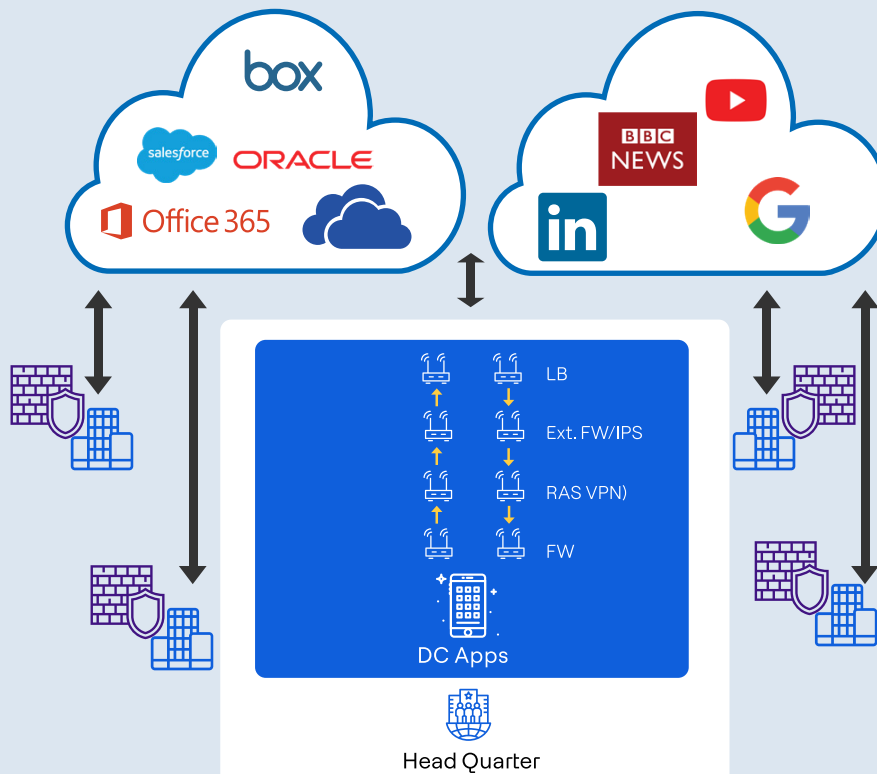 box
salesforce
ORACLE
Office 365
BBC
NEWS
in
G
LB
Ext. FW/IPS
RAS VPN)
FW
DC Apps
Head Quarter